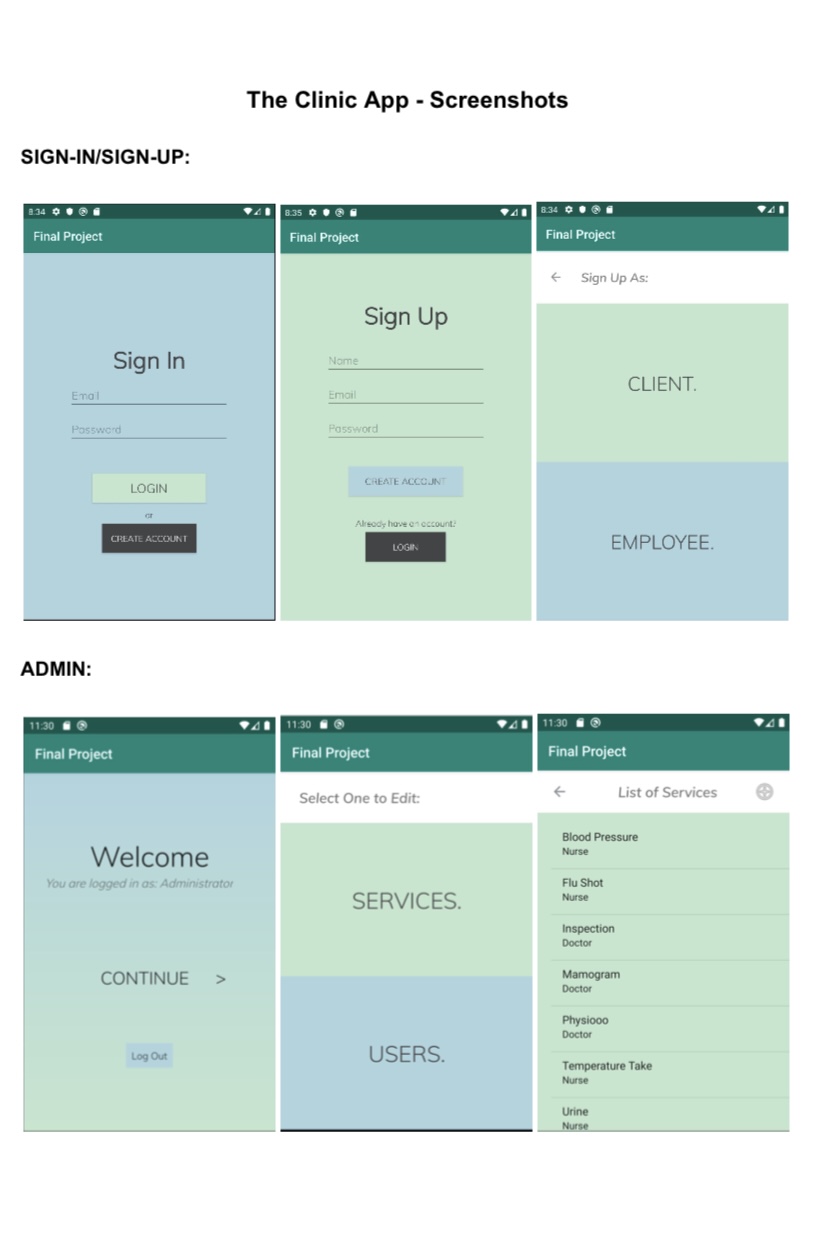 The Clinic App - Screenshots
SIGN-IN/SIGN-UP:
8:34
Final Project
Sign In
Email
Password
LOGIN
or
CREATE ACCOUNT
8:35
Final Project
Sign Up
Name
Email
Password
CREATE ACCOUNT
Already have an account?
LOGIN
8:34
Final Project
Sign Up As:
CLIENT.
EMPLOYEE.
ADMIN:
11:30
Final Project
Welcome
You are logged in as: Administrator
CONTINUE >
Log Out
11:30
Final Project
Select One to Edit:
SERVICES.
USERS.
11:30
Final Project
List of Services
Blood Pressure
Nurse
Flu Shot
Nurse
Inspection
Doctor
Mamogram
Doctor
Physiooo
Doctor
Temperature Take
Nurse
Urine
Nurse